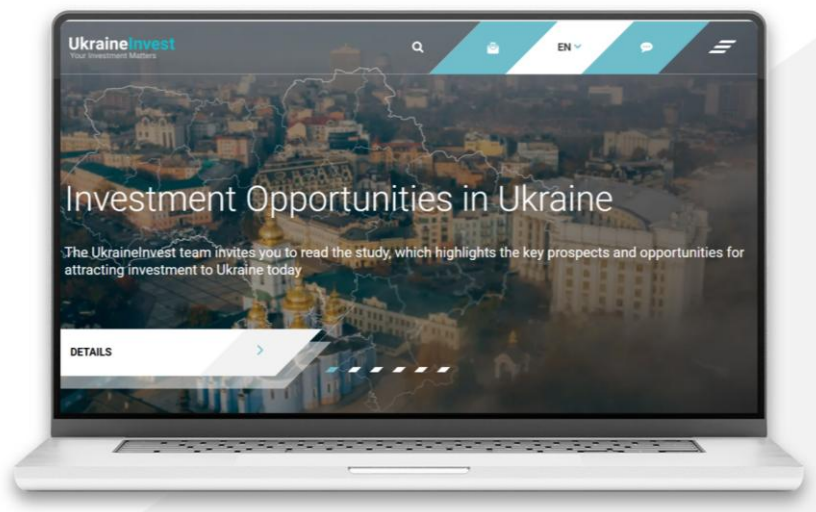 UkraineInvest
Your Investment Matters
EN
Investment Opportunities in Ukraine
The UkraineInvest team invites you to read the study, which highlights the key prospects and opportunities for
attracting investment to Ukraine today
DETAILS